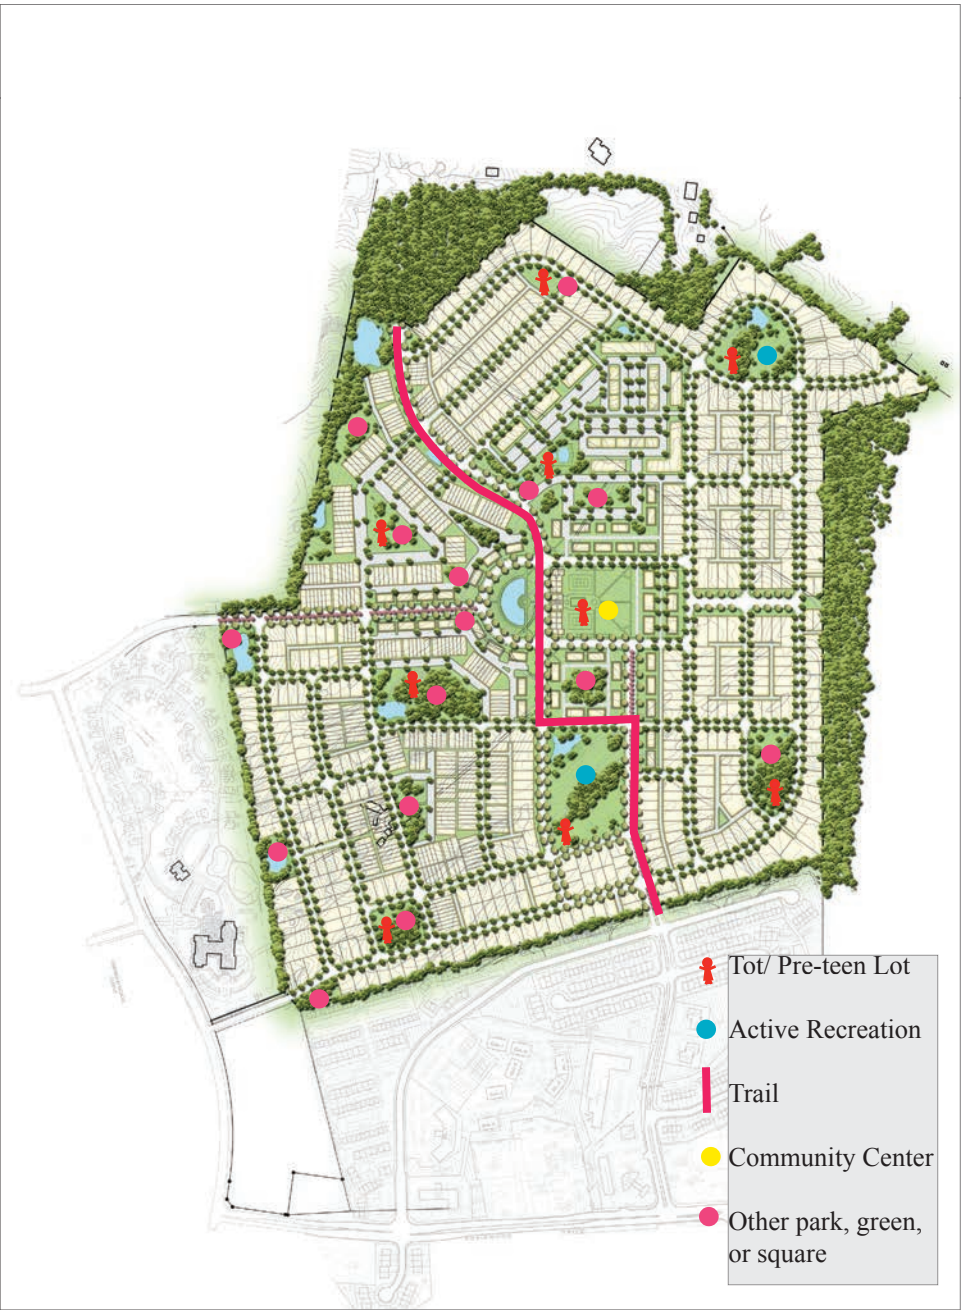 Tot/ Pre-teen Lot
Active Recreation
Trail
Community Center
Other park, green,
or square